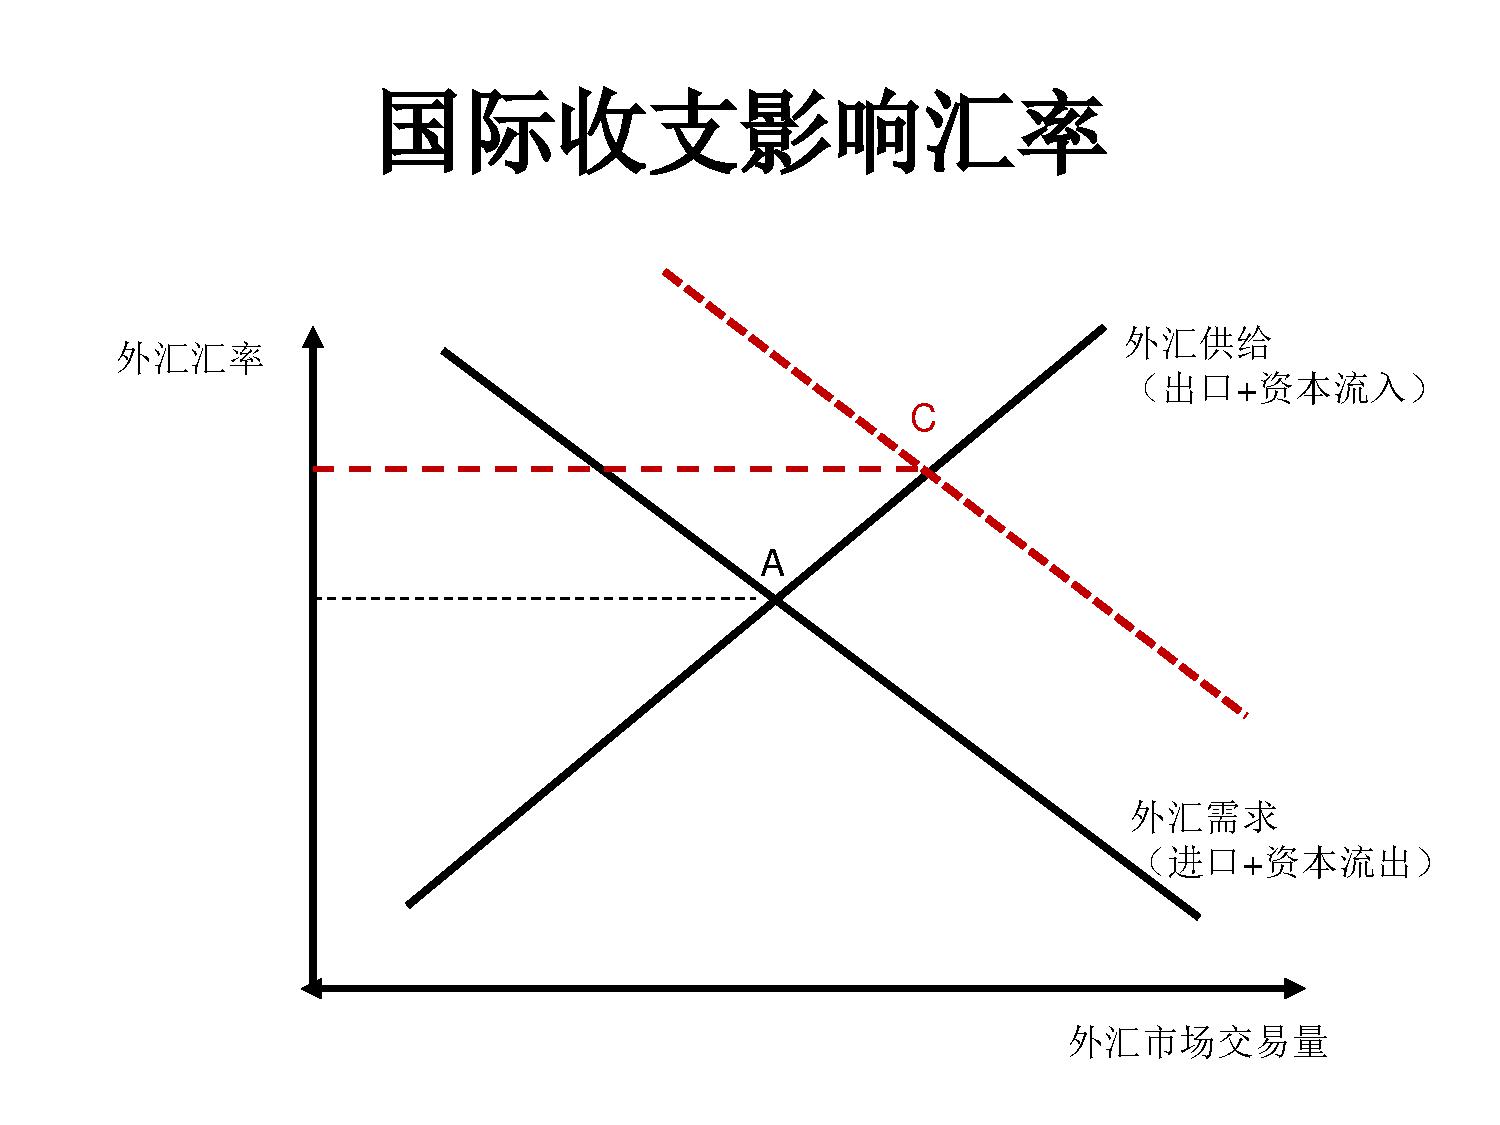 国际收支影响汇率
外汇汇率
外汇供给
（出口+资本流入）
C
A
外汇需求
（进口+资本流出）
外汇市场交易量